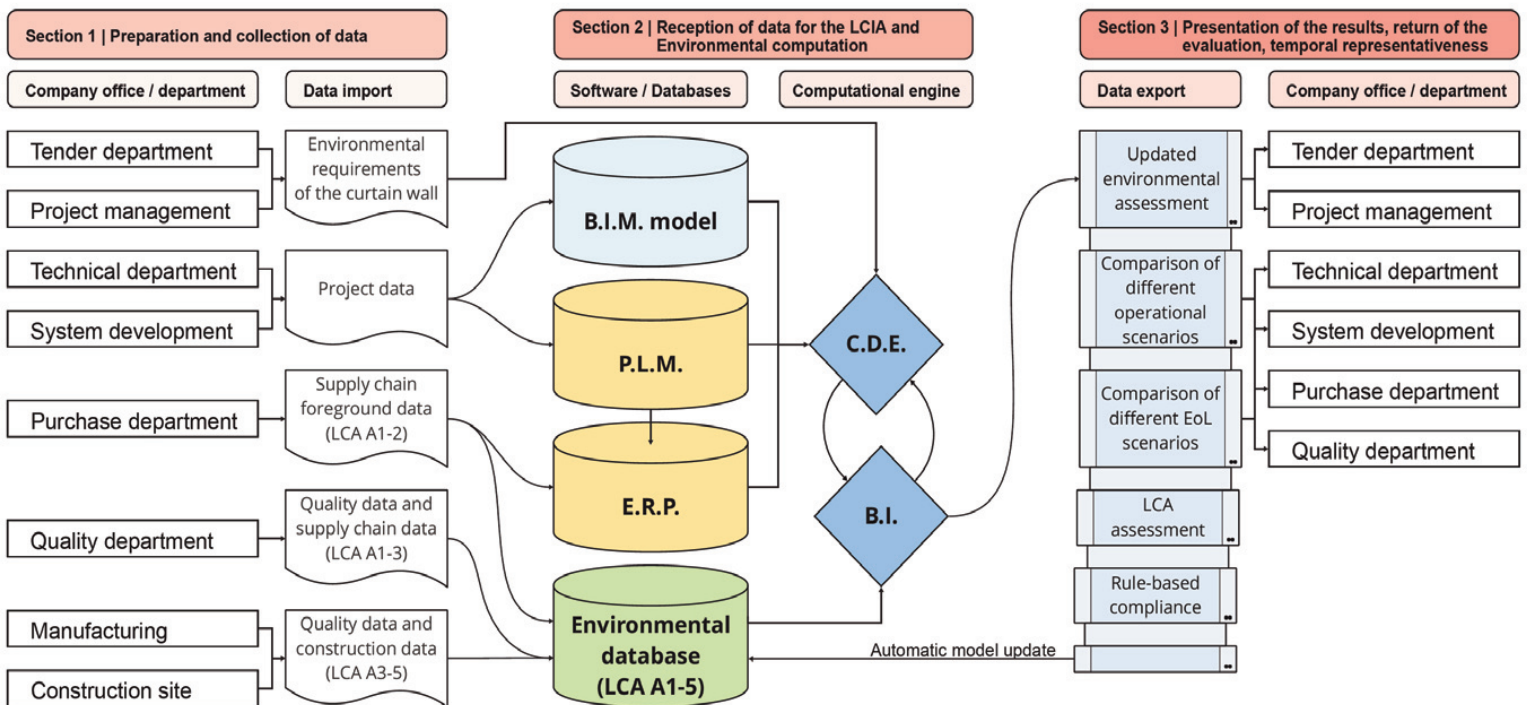 Section 1 | Preparation and collection of data
Section 2 | Reception of data for the LCIA and
Environmental computation
Section 3 | Presentation of the results, return of the
evaluation, temporal representativeness
Company office / department
Data import
Software / Databases
Computational engine
Data export
Company office / department
Tender department
Project management
Technical department
System development
Purchase department
Quality department
Manufacturing
Construction site
Environmental
requirements
of the curtain wall
Project data
Supply chain
foreground data
(LCA A1-2)
Quality data and
supply chain data
(LCA A1-3)
Quality data and
construction data
(LCA A3-5)
B.I.M. model
P.L.M.
E.R.P.
Environmental
database
(LCA A1-5)
C.D.E.
B.I.
Automatic model update
Updated
environmental
assessment
Comparison of
different
operational
scenarios
Comparison of
different EoL
scenarios
LCA
assessment
Rule-based
compliance
Tender department
Project management
Technical department
System development
Purchase department
Quality department